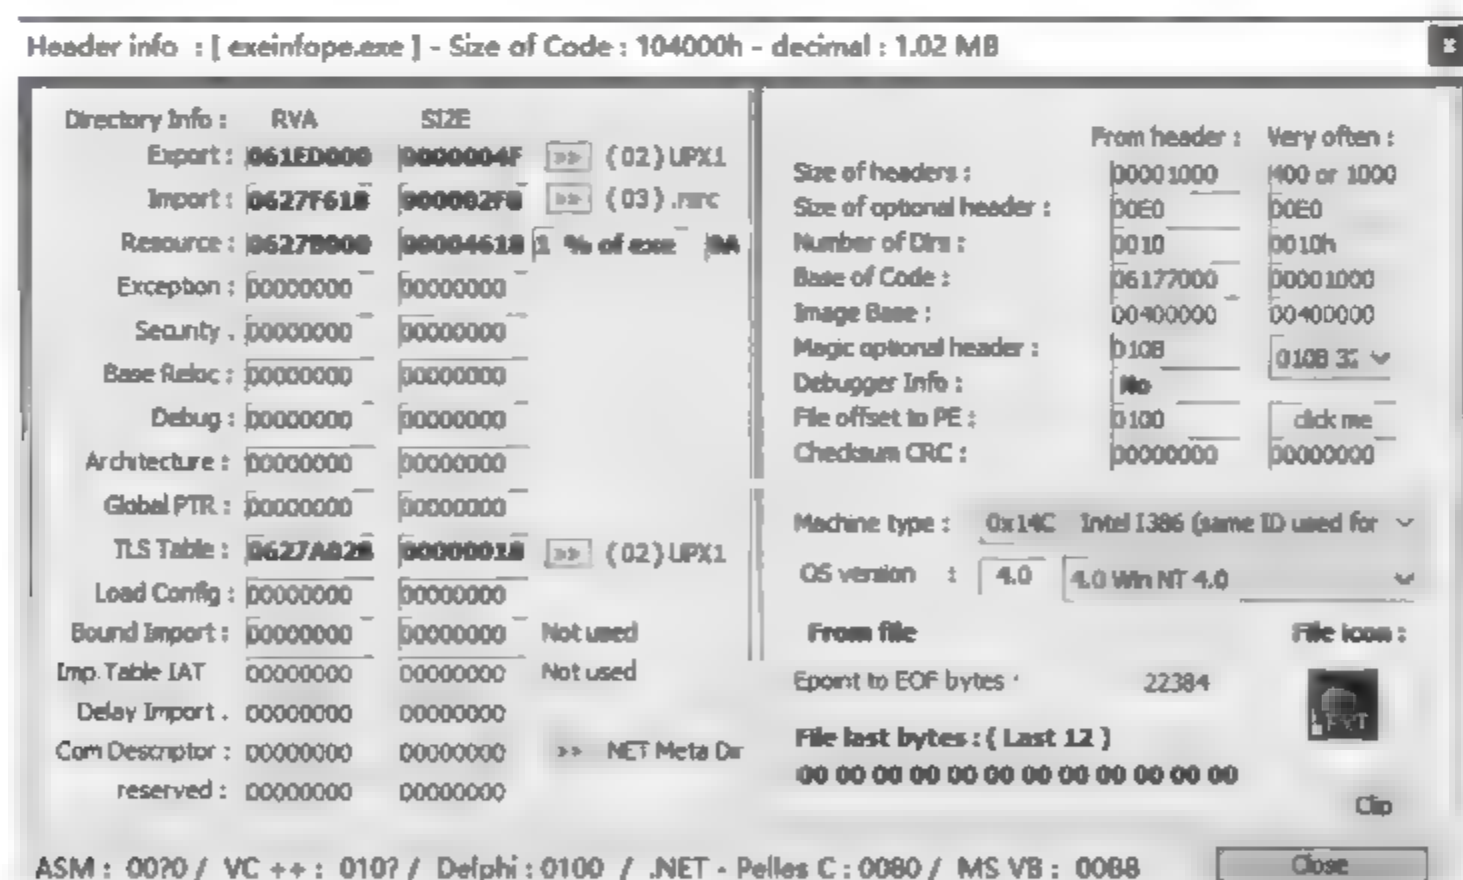 Header info : [ exeinfope.exe ] - Size of Code : 104000h - decimal : 1.02 MB
Directory Info : RVA SIZE
Export : 061ED000 0000004F >> (02)UPX1
Import : 0627F618 >> (03).rsrc
Resource : 0627B000 00004618 1 % of exe
Exception : 00000000 00000000
Security . 00000000 00000000
Base Reloc : 00000000 00000000
Debug : 00000000 00000000
Architecture : 00000000 00000000
Global PTR : 00000000 00000000
TLS Table : 00000018 >> (02)UPX1
Load Config : 00000000 00000000
Bound Import : 00000000 00000000 Not used
Imp. Table IAT 00000000 00000000 Not used
Delay Import . 00000000 00000000
Com Descriptor : 00000000 00000000 >> NET Meta Dir
reserved : 00000000 00000000
From header : Very often :
Size of headers : 00001000 400 or 1000
Size of optional header : 00E0 00E0
Number of Dirs : 0010 0010h
Base of Code : 06177000 00001000
Image Base : 00400000 00400000
Magic optional header : 010B 010B 32
Debugger Info : No
File offset to PE : 0100 click me
Checksum CRC : 00000000 00000000
Machine type : 0x14C Intel I386 (same ID used for
OS version : 4.0 4.0 Win NT 4.0
From file File icon :
Epoint to EOF bytes : 22384
File last bytes : ( Last 12 )
00 00 00 00 00 00 00 00 00 00 00 00
Clip
ASM : 00?0 / VC ++ : 010? / Delphi : 0100 / .NET - Pelles C : 0080 / MS VB : 00B8
Close